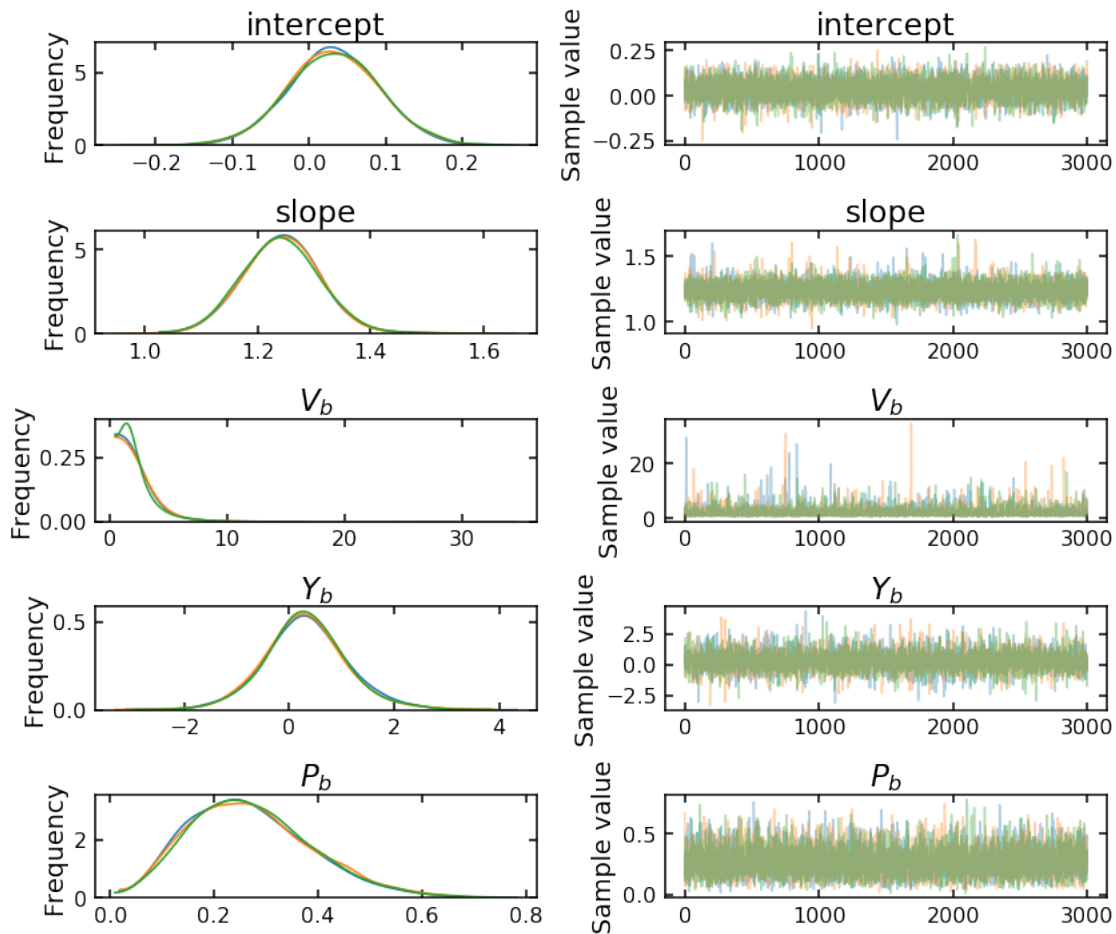 intercept
Frequency
5
0
−0.2 −0.1 0.0 0.1 0.2
intercept
Sample value
0.25
0.00
−0.25
0 1000 2000 3000
slope
Frequency
5
0
1.0 1.2 1.4 1.6
slope
Sample value
1.5
1.0
0 1000 2000 3000
V_b
Frequency
0.25
0.00
0 10 20 30
V_b
Sample value
20
0
0 1000 2000 3000
Y_b
Frequency
0.5
0.0
−2 0 2 4
Y_b
Sample value
2.5
0.0
−2.5
0 1000 2000 3000
P_b
Frequency
2
0
0.0 0.2 0.4 0.6 0.8
P_b
Sample value
0.5
0.0
0 1000 2000 3000